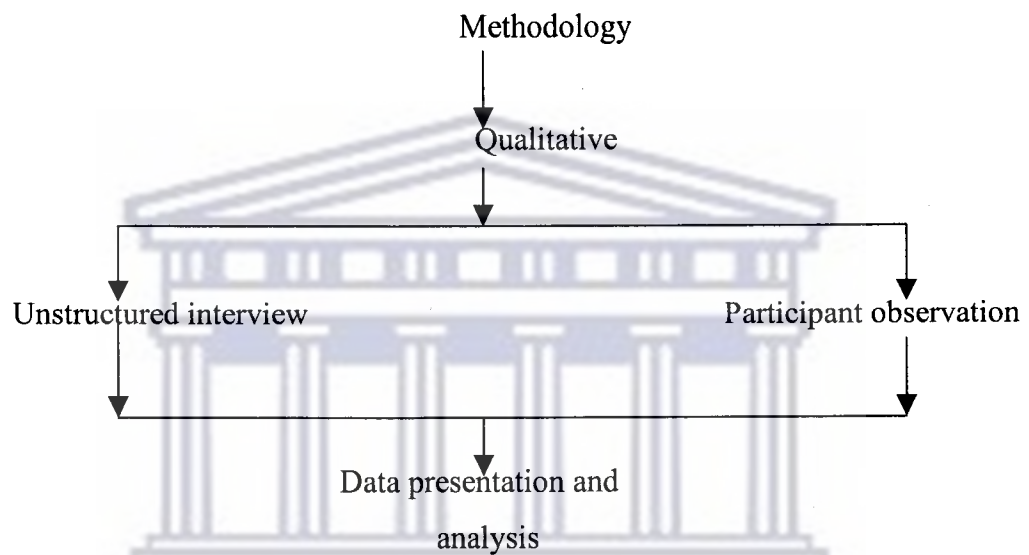 Methodology
Qualitative
Unstructured interview
Participant observation
Data presentation and
analysis